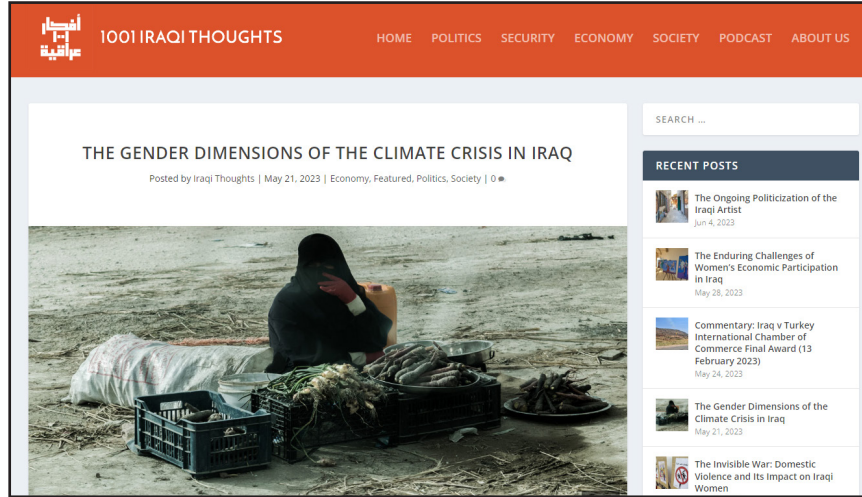 أفكار
١٠٠١
عراقية
1001 IRAQI THOUGHTS
HOME POLITICS SECURITY ECONOMY SOCIETY PODCAST ABOUT US
THE GENDER DIMENSIONS OF THE CLIMATE CRISIS IN IRAQ
Posted by Iraqi Thoughts | May 21, 2023 | Economy, Featured, Politics, Society | 0
SEARCH ...
RECENT POSTS
The Ongoing Politicization of the
Iraqi Artist
Jun 4, 2023
The Enduring Challenges of
Women's Economic Participation
in Iraq
May 28, 2023
Commentary: Iraq v Turkey
International Chamber of
Commerce Final Award (13
February 2023)
May 24, 2023
The Gender Dimensions of the
Climate Crisis in Iraq
May 21, 2023
The Invisible War: Domestic
Violence and Its Impact on Iraqi
Women